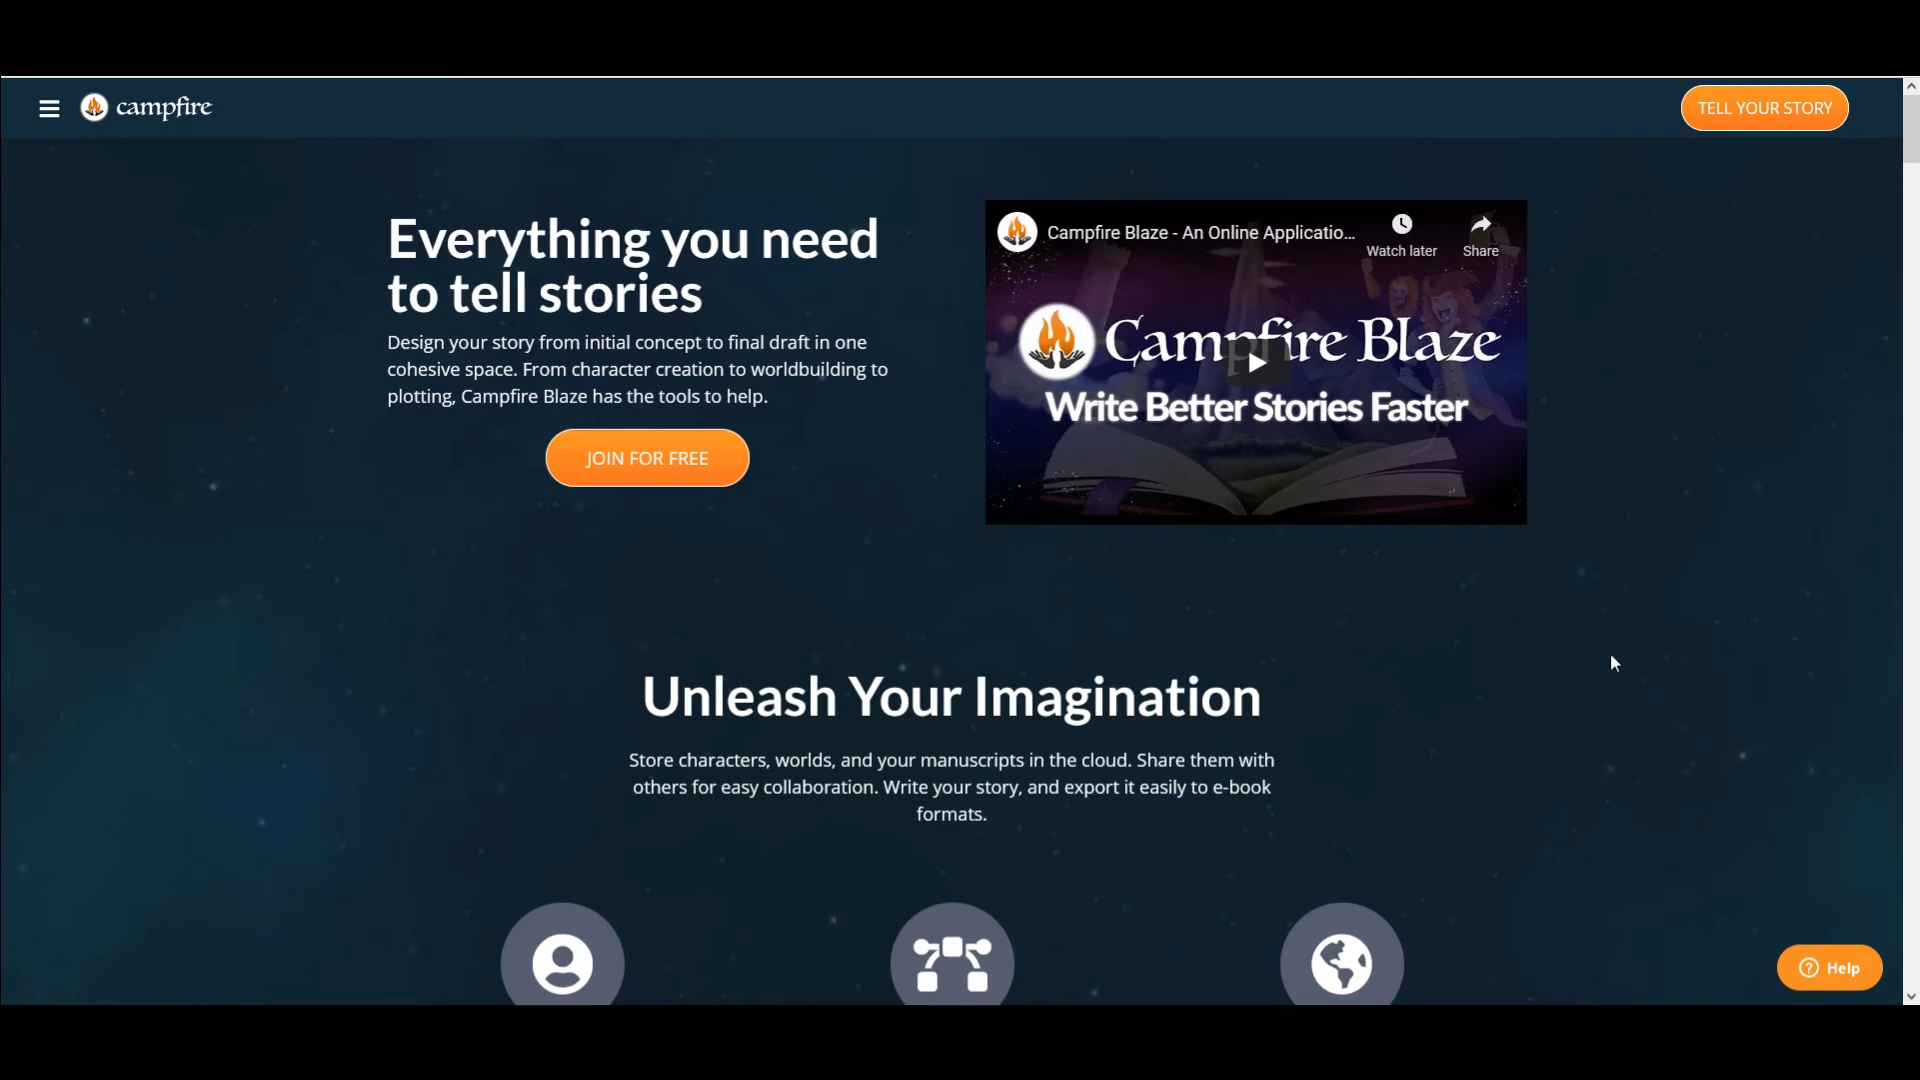 campfire
TELL YOUR STORY
Everything you need
to tell stories
Design your story from initial concept to final draft in one
cohesive space. From character creation to worldbuilding to
plotting, Campfire Blaze has the tools to help.
JOIN FOR FREE
Campfire Blaze - An Online Applicatio...
Watch later
Share
Campfire Blaze
Write Better Stories Faster
Unleash Your Imagination
Store characters, worlds, and your manuscripts in the cloud. Share them with
others for easy collaboration. Write your story, and export it easily to e-book
formats.
Help